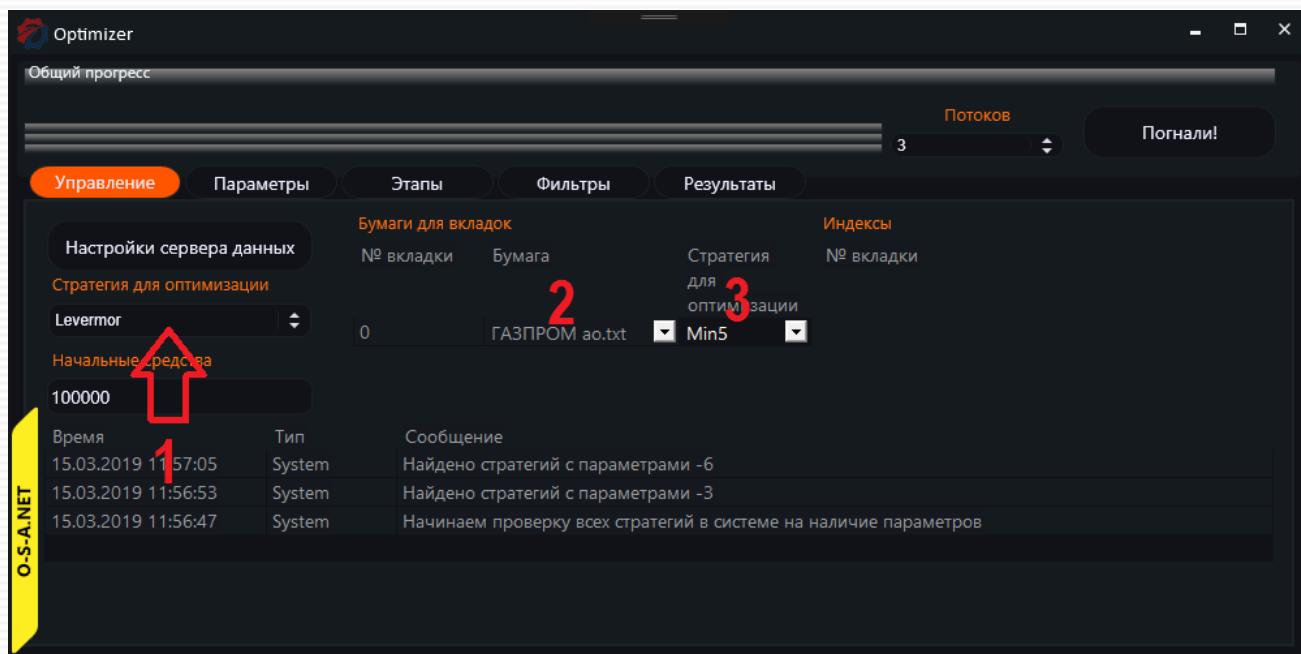 Optimizer
Общий прогресс
Потоков
3
Погнали!
Управление
Параметры
Этапы
Фильтры
Результаты
Настройки сервера данных
Стратегия для оптимизации
Levermor
Начальные средства
100000
Бумаги для вкладок
№ вкладки
Бумага
Стратегия
для
оптимизации
0
ГАЗПРОМ ао.txt
Min5
Индексы
№ вкладки
1
2
3
Время Тип Сообщение
15.03.2019 11:57:05 System Найдено стратегий с параметрами -6
15.03.2019 11:56:53 System Найдено стратегий с параметрами -3
15.03.2019 11:56:47 System Начинаем проверку всех стратегий в системе на наличие параметров
O-S-A.NET